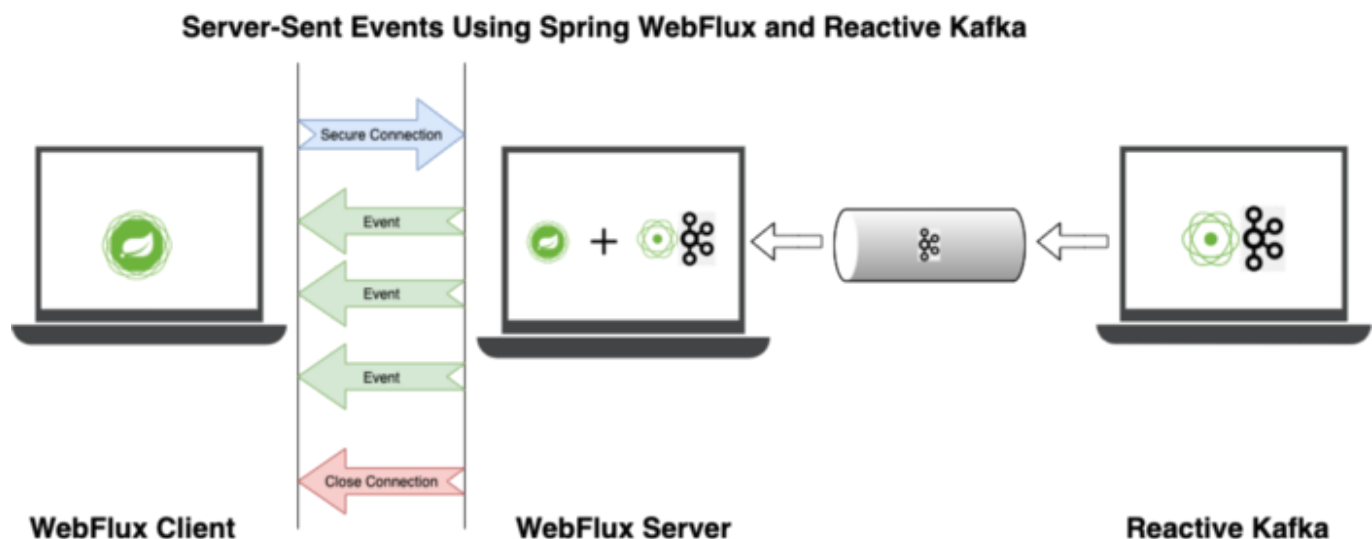 Server-Sent Events Using Spring WebFlux and Reactive Kafka
Secure Connection
Event
Event
Event
Close Connection
WebFlux Client
WebFlux Server
Reactive Kafka